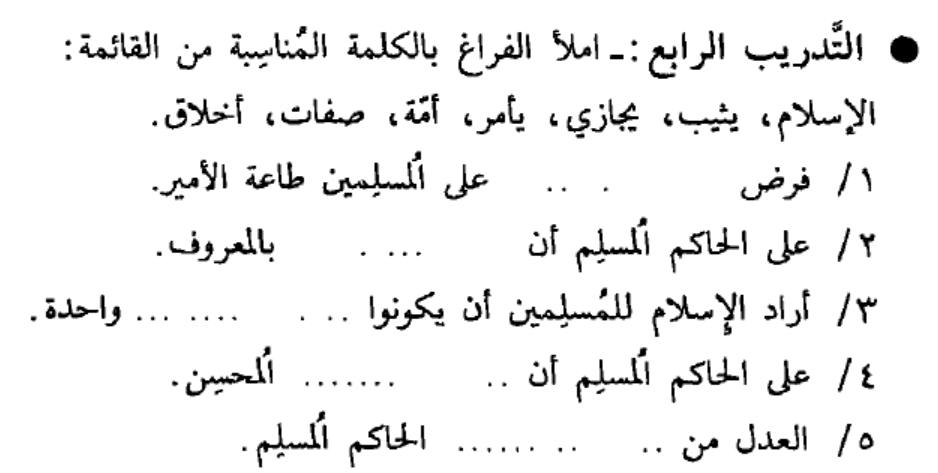 ● التَّدريب الرابع :ـ املأ الفراغ بالكلمة المُناسِبة من القائمة :
الإسلام، يثيب، يجازي، يأمر، أمّة، صفات، أخلاق.
١/ فرض . .. على المُسلِمين طاعة الأمير.
٢/ على الحاكم المُسلِم أن ... . بالمعروف.
٣/ أراد الإِسلام للمُسلِمين أن يكونوا ... . .... ... واحدة.
٤/ على الحاكم المُسلِم أن .. ....... المُحسِن.
٥/ العدل من .. .. ....... الحاكم المُسلِم.